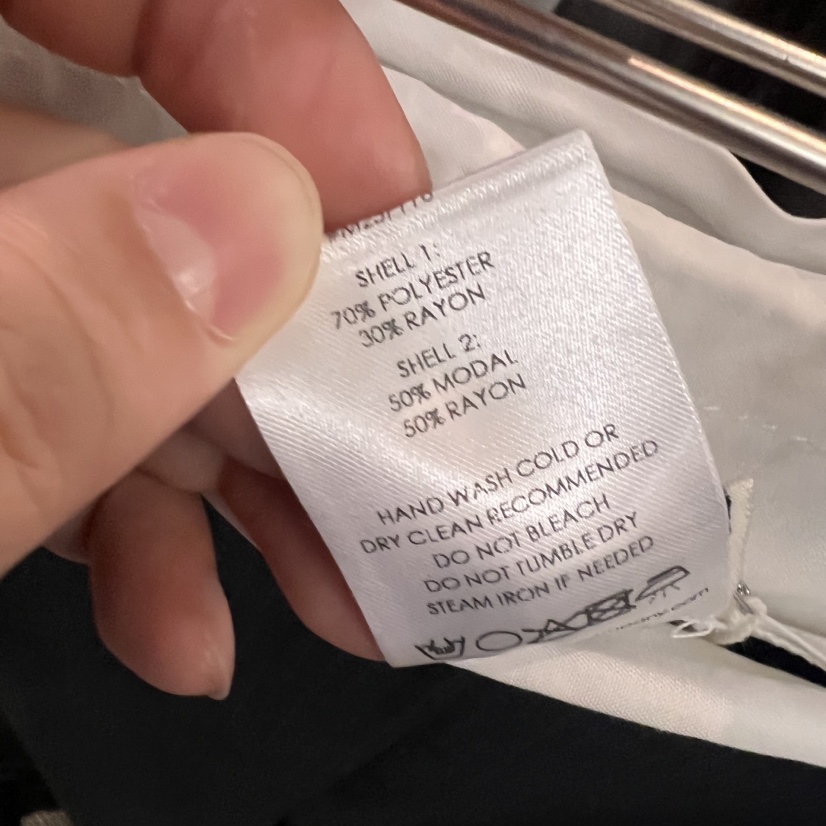 SHELL 1:
70% POLYESTER
30% RAYON
SHELL 2:
50% MODAL
50% RAYON
HAND WASH COLD OR
DRY CLEAN RECOMMENDED
DO NOT BLEACH
DO NOT TUMBLE DRY
STEAM IRON IF NEEDED